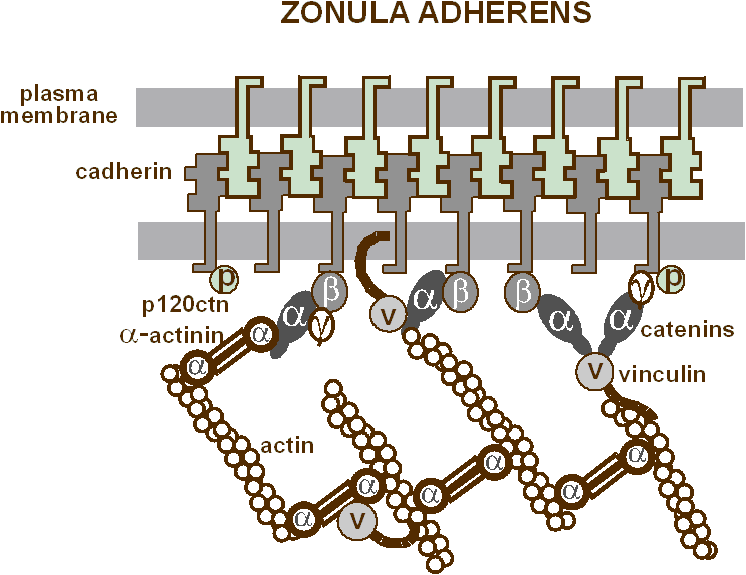 ZONULA ADHERENS
plasma
membrane
cadherin
p
p
β
β
β
γ
p120ctn
α
α
α
α
α-actinin
α
γ
v
catenins
α
v
vinculin
actin
α
α
α
α
α
α
v